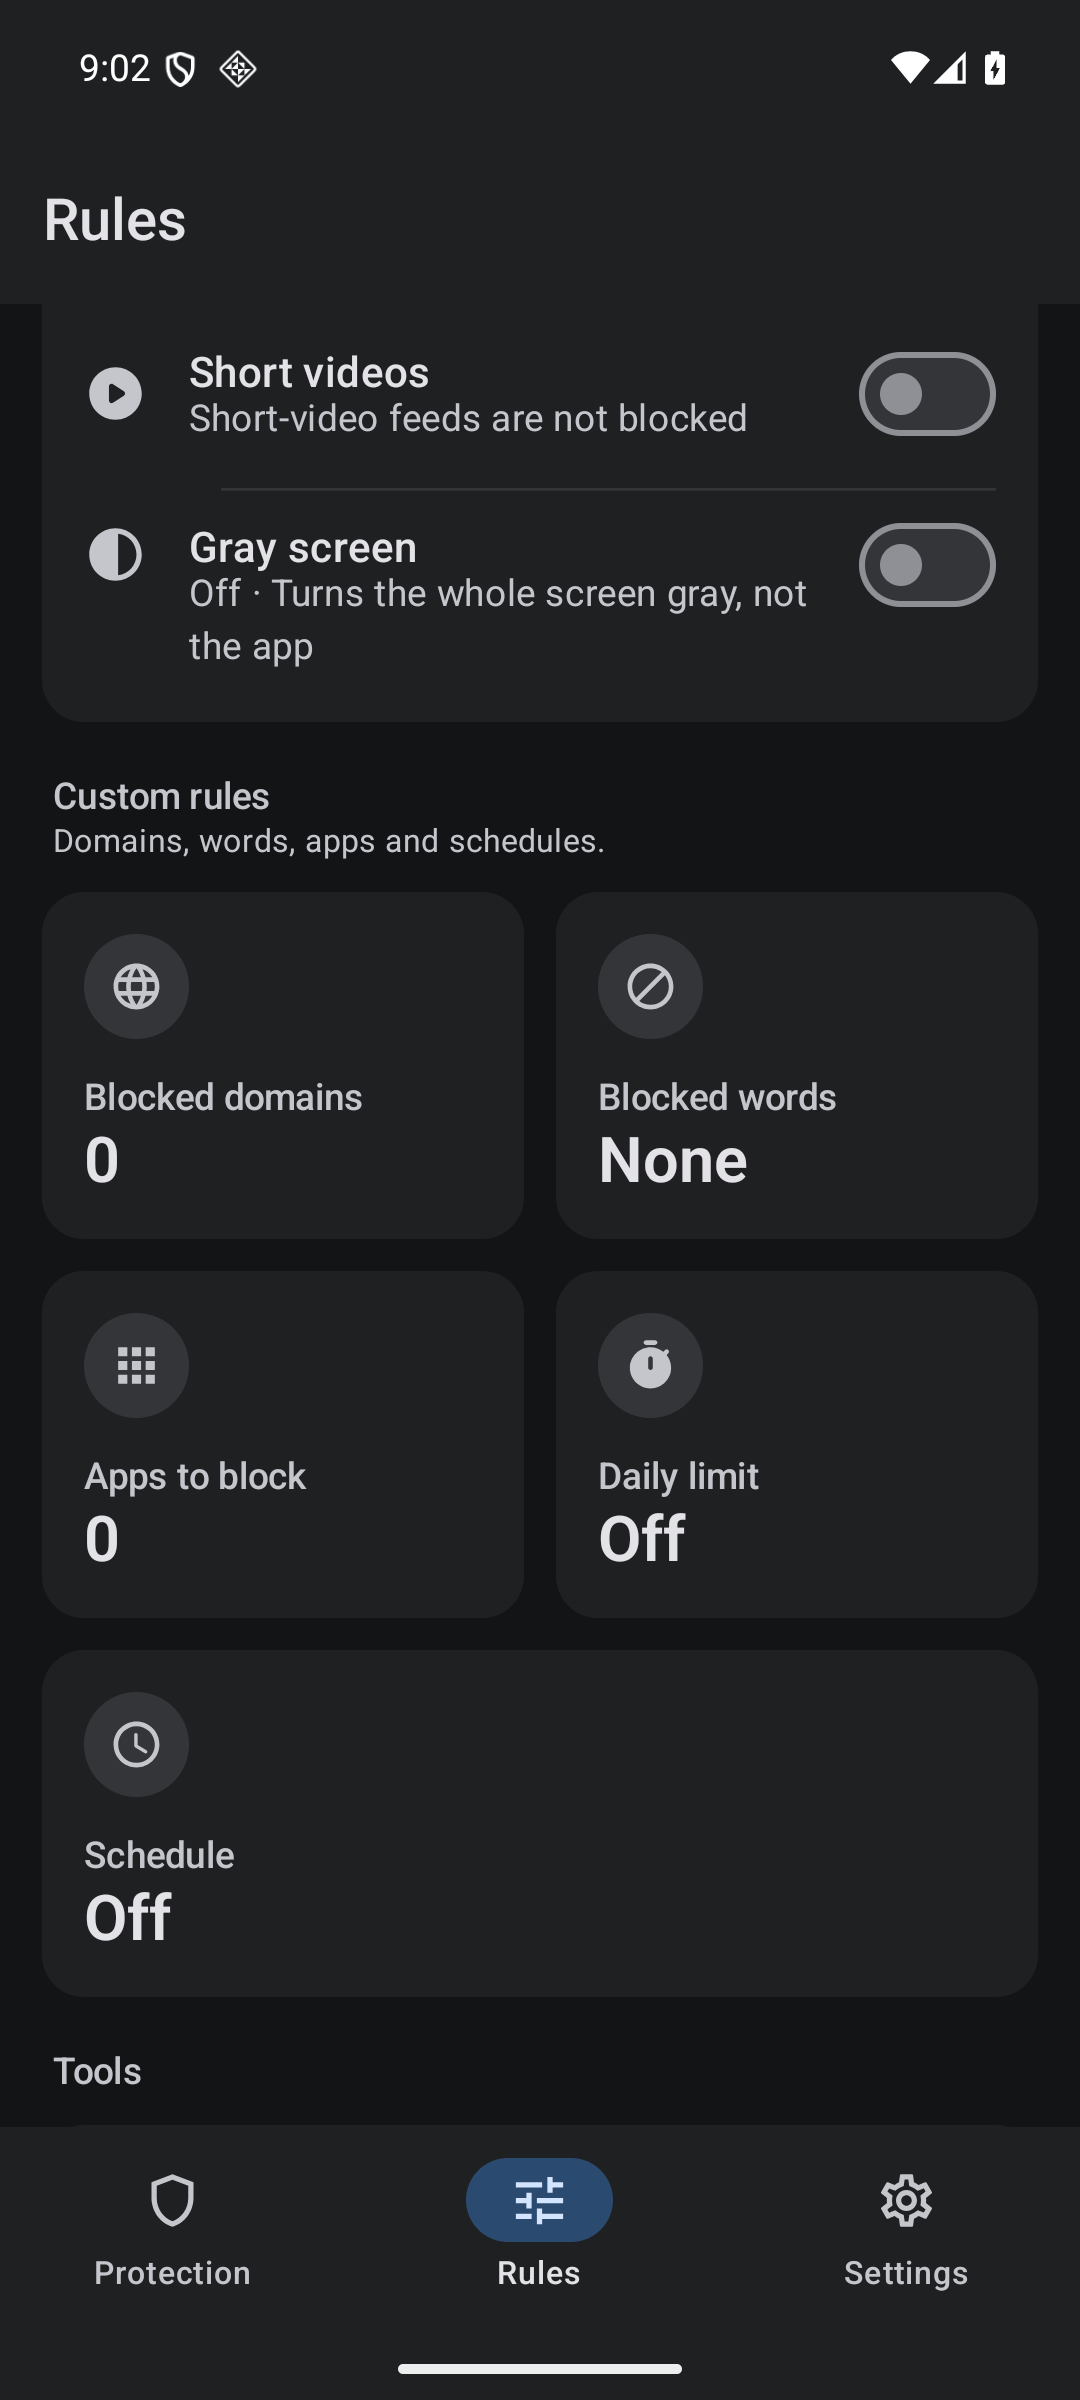 9:02
Rules
Short videos
Short-video feeds are not blocked
Gray screen
Off · Turns the whole screen gray, not
the app
Custom rules
Domains, words, apps and schedules.
Blocked domains
0
Blocked words
None
Apps to block
0
Daily limit
Off
Schedule
Off
Tools
Protection
Rules
Settings